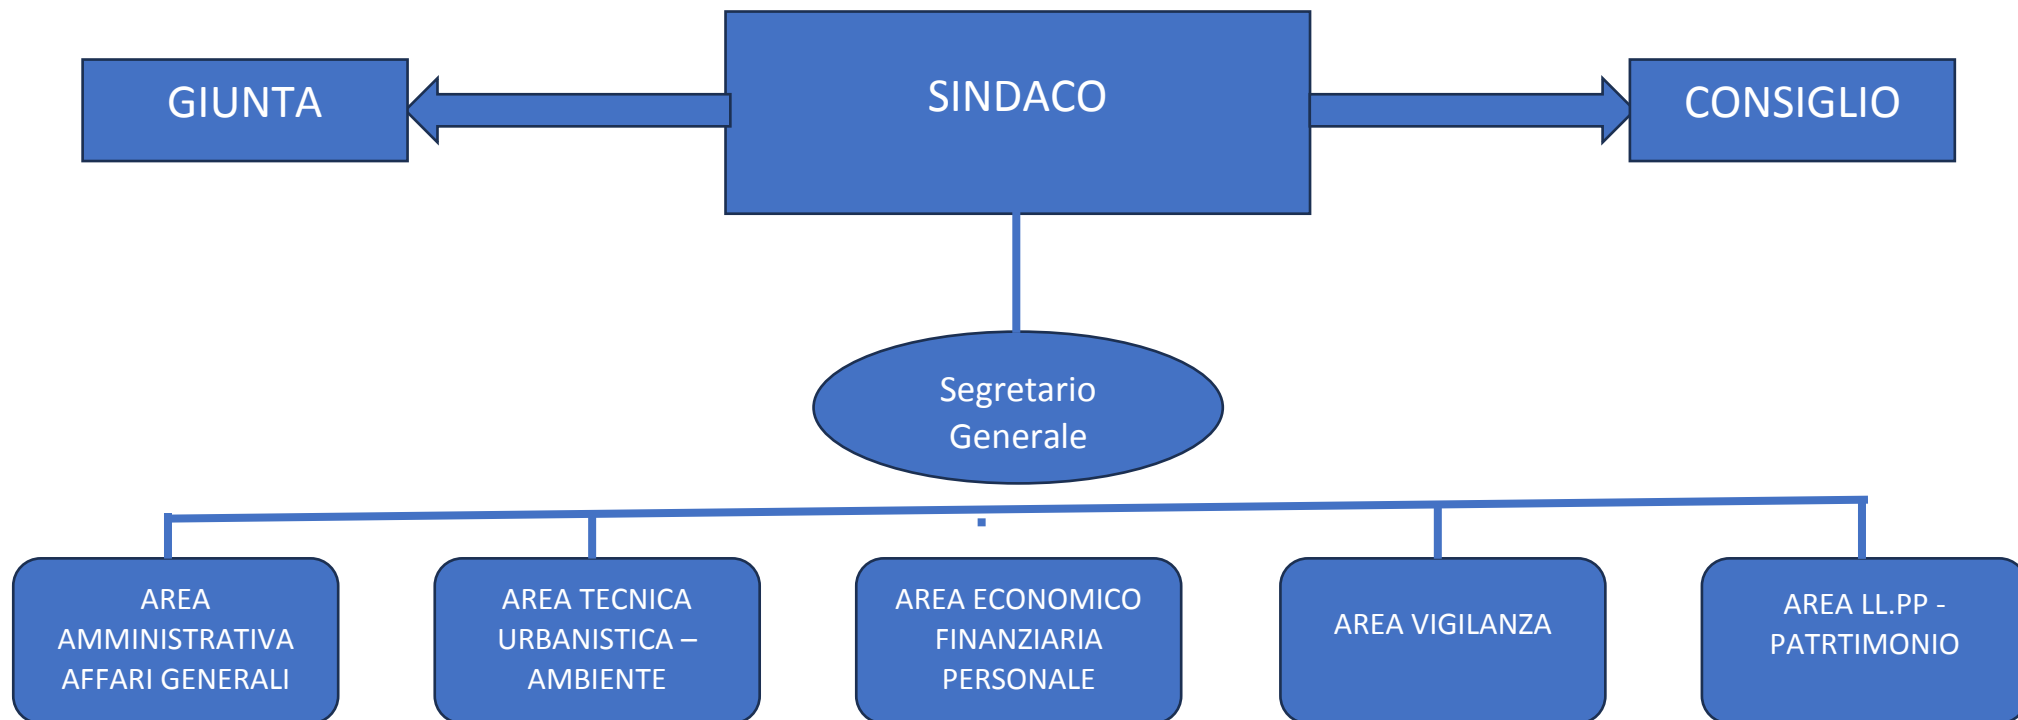 GIUNTA
SINDACO
CONSIGLIO
Segretario
Generale
AREA
AMMINISTRATIVA
AFFARI GENERALI
AREA TECNICA
URBANISTICA –
AMBIENTE
AREA ECONOMICO
FINANZIARIA
PERSONALE
AREA VIGILANZA
AREA LL.PP -
PATRTIMONIO